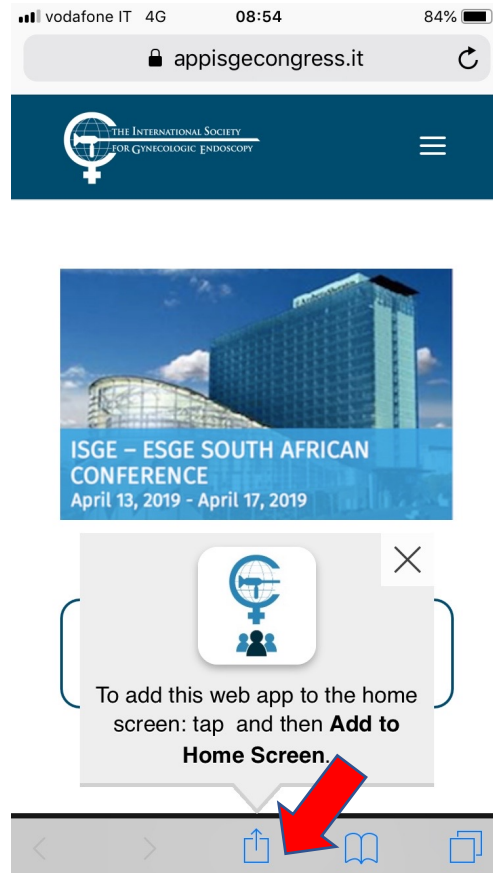 vodafone IT 4G 08:54 84%
appisgecongress.it
THE INTERNATIONAL SOCIETY
FOR GYNECOLOGIC ENDOSCOPY
ISGE – ESGE SOUTH AFRICAN
CONFERENCE
April 13, 2019 - April 17, 2019
To add this web app to the home
screen: tap and then Add to
Home Screen.